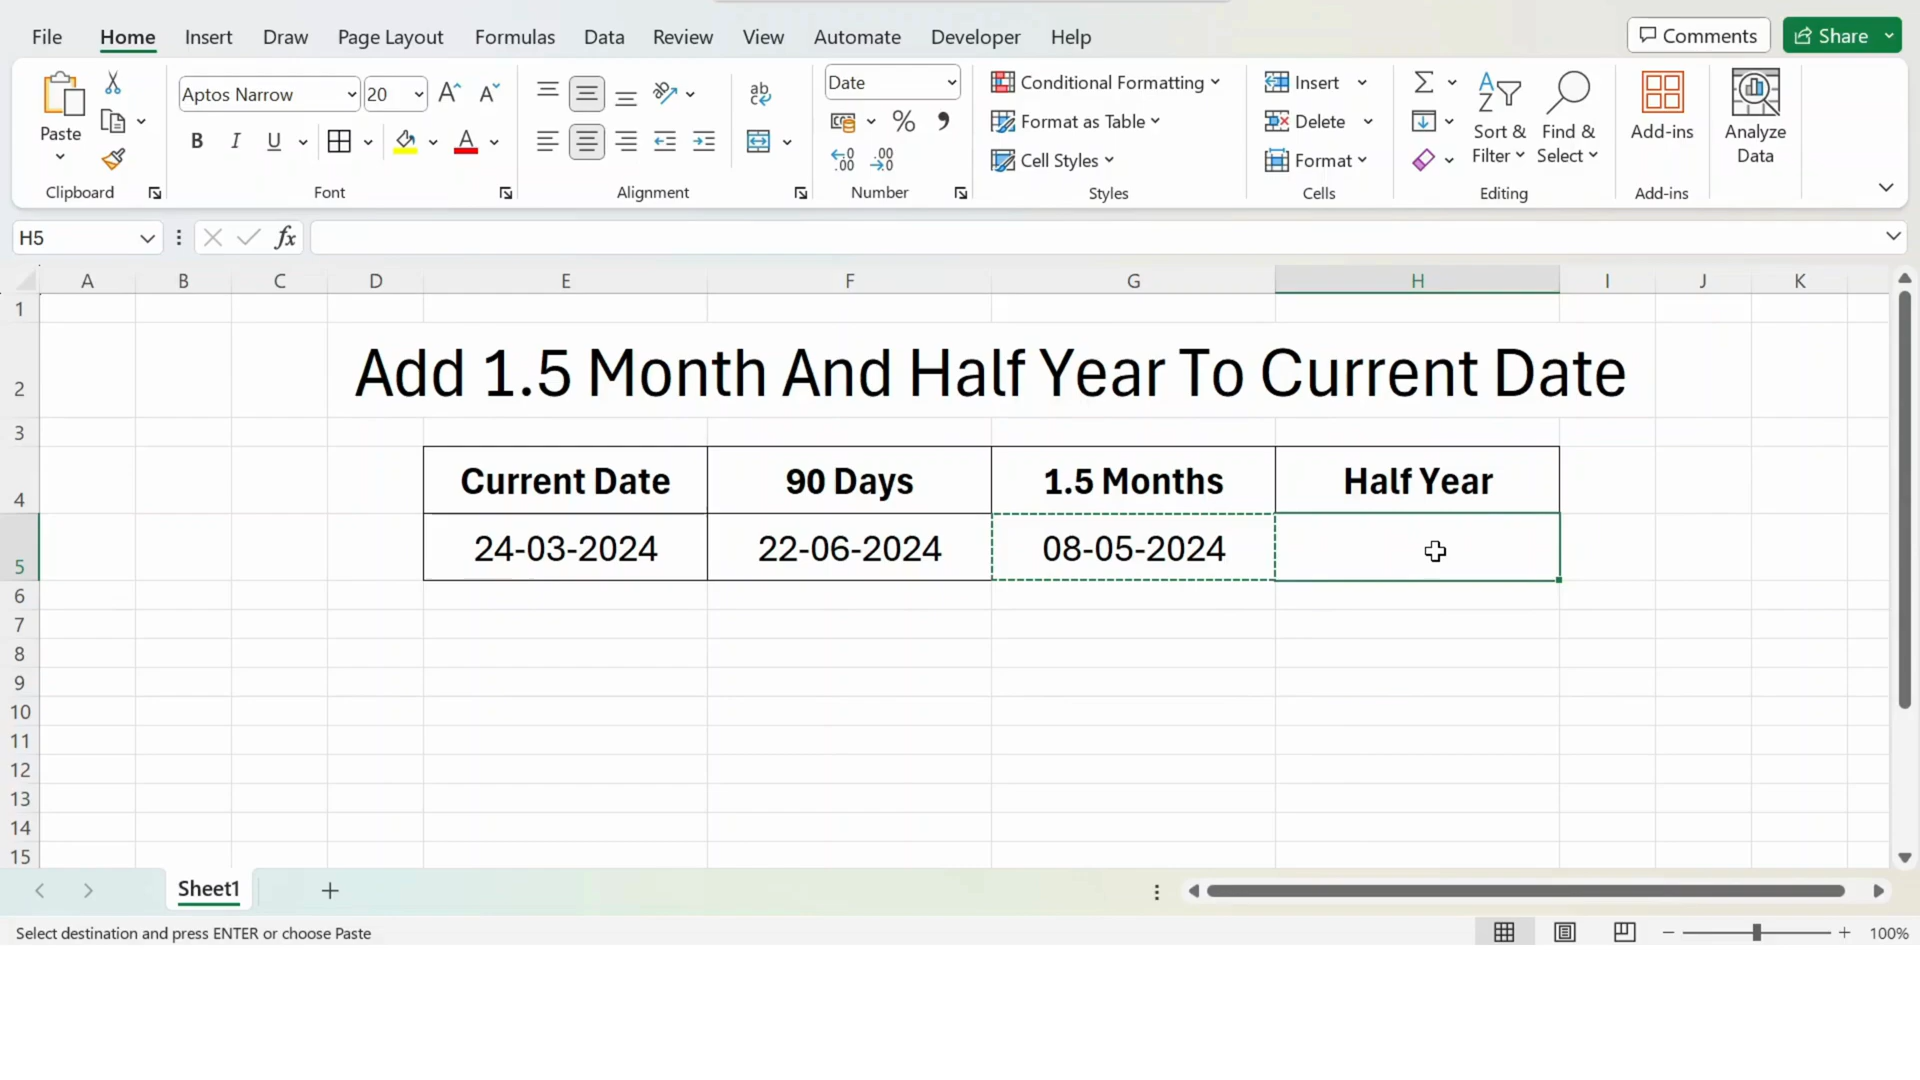 File Home Insert Draw Page Layout Formulas Data Review View Automate Developer Help Comments Share
Paste
Clipboard
Aptos Narrow 20
B I U
Font
ab
Alignment
Date
%
Number
Conditional Formatting
Format as Table
Cell Styles
Styles
Insert
Delete
Format
Cells
Sort & Filter
Find & Select
Editing
Add-ins
Add-ins
Analyze Data
H5 fx
A B C D E F G H I J K
1
2 Add 1.5 Month And Half Year To Current Date
3
4 Current Date 90 Days 1.5 Months Half Year
5 24-03-2024 22-06-2024 08-05-2024
6
7
8
9
10
11
12
13
14
15
Sheet1
Select destination and press ENTER or choose Paste 100%